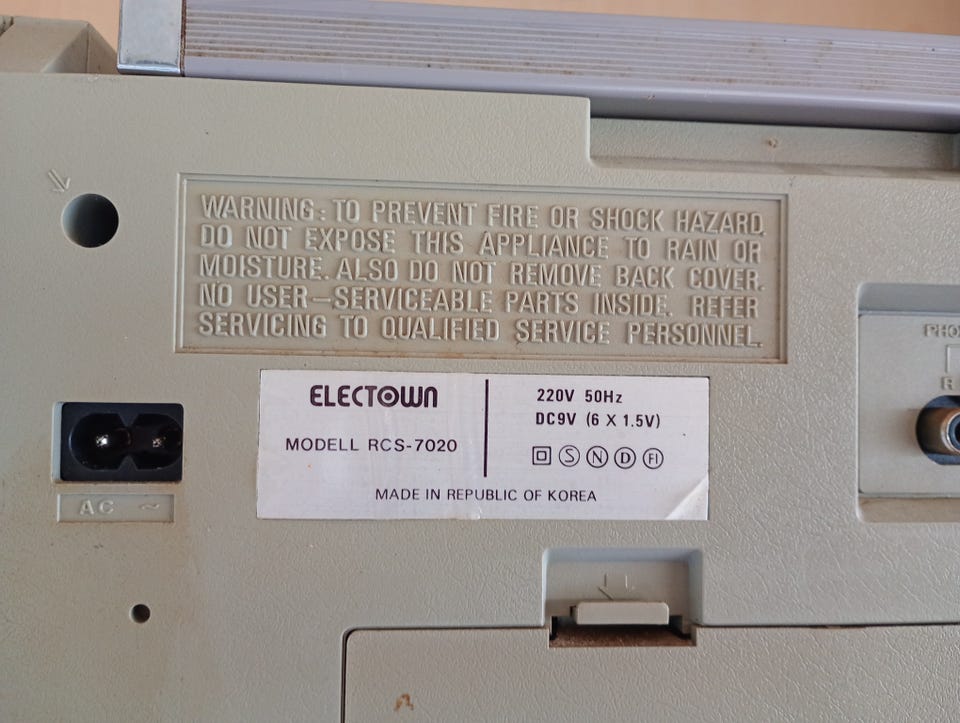 WARNING: TO PREVENT FIRE OR SHOCK HAZARD,
DO NOT EXPOSE THIS APPLIANCE TO RAIN OR
MOISTURE. ALSO DO NOT REMOVE BACK COVER.
NO USER-SERVICEABLE PARTS INSIDE. REFER
SERVICING TO QUALIFIED SERVICE PERSONNEL.
PHO
R
ELECTOWN
MODELL RCS-7020
220V 50Hz
DC9V (6 X 1.5V)
S N D FI
MADE IN REPUBLIC OF KOREA
AC ~